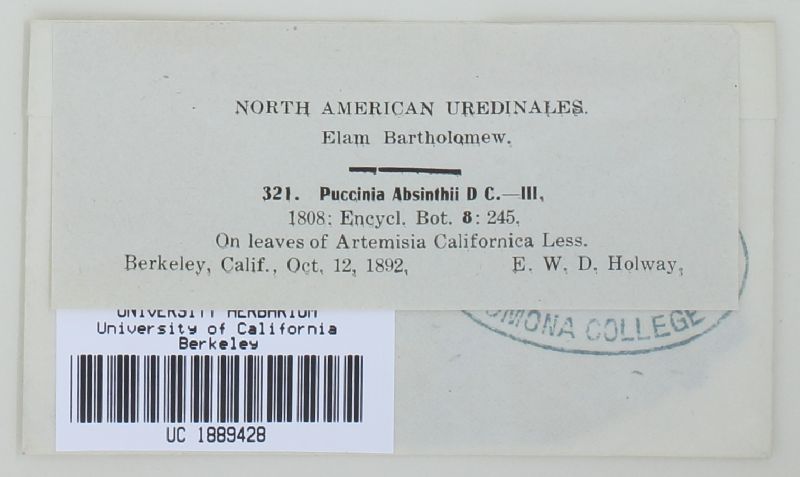 NORTH AMERICAN UREDINALES.
Elam Bartholomew.
321. Puccinia Absinthii D C.—III,
1808: Encycl. Bot. 8: 245,
On leaves of Artemisia Californica Less.
Berkeley, Calif., Oct. 12, 1892, E. W. D. Holway,
POMONA COLLEGE
UNIVERSITY HERBARIUM
University of California
Berkeley
UC 1889428